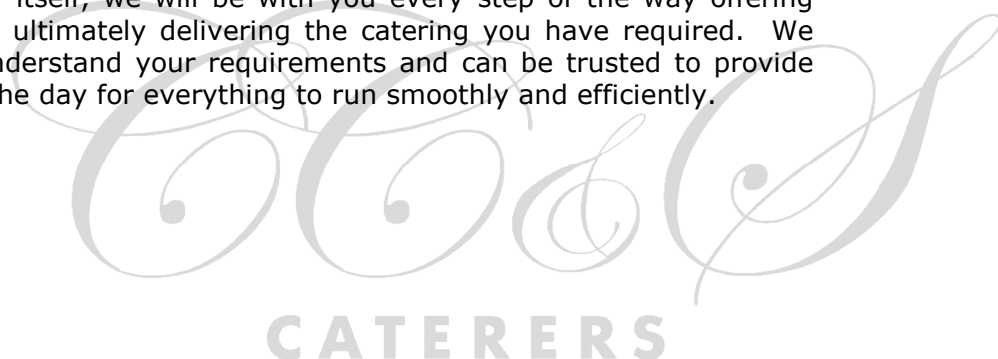 itself, we will be with you every step of the way offering
ultimately delivering the catering you have required. We
understand your requirements and can be trusted to provide
the day for everything to run smoothly and efficiently.
CC&S
CATERERS